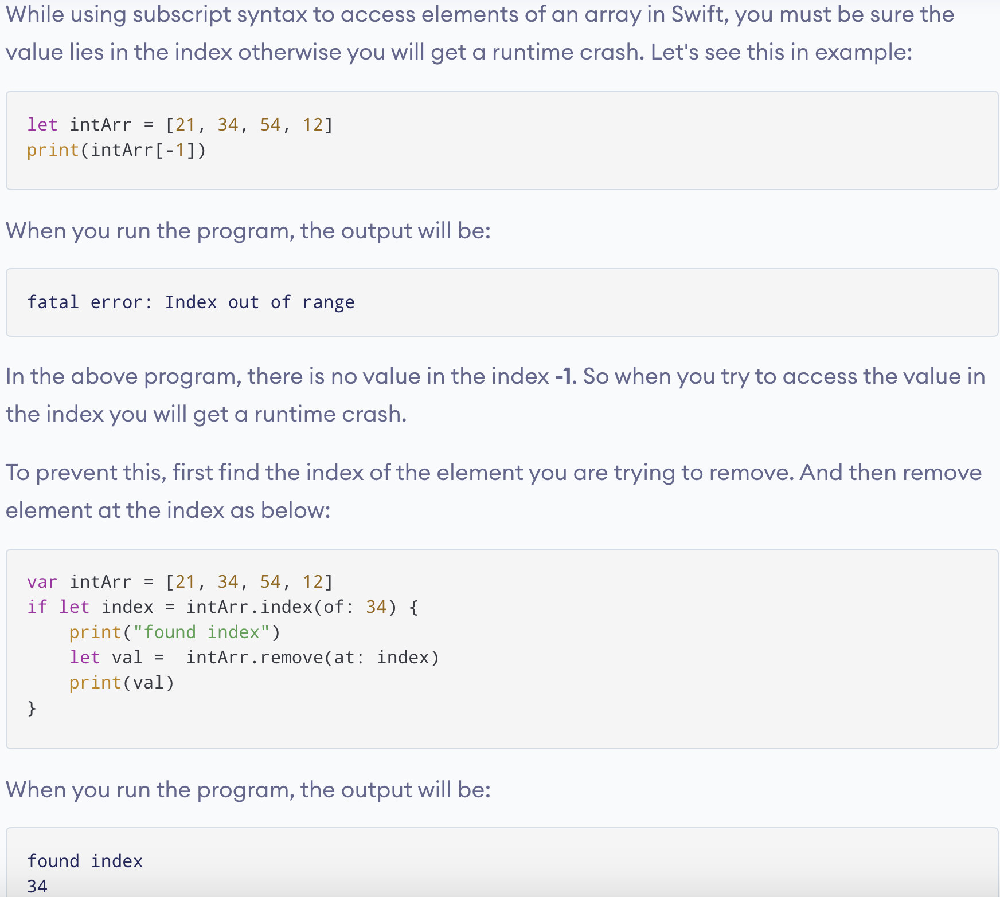 While using subscript syntax to access elements of an array in Swift, you must be sure the
value lies in the index otherwise you will get a runtime crash. Let's see this in example:
let intArr = [21, 34, 54, 12]
print(intArr[-1])
When you run the program, the output will be:
fatal error: Index out of range
In the above program, there is no value in the index -1. So when you try to access the value in
the index you will get a runtime crash.
To prevent this, first find the index of the element you are trying to remove. And then remove
element at the index as below:
var intArr = [21, 34, 54, 12]
if let index = intArr.index(of: 34) {
    print("found index")
    let val =  intArr.remove(at: index)
    print(val)
}
When you run the program, the output will be:
found index
34